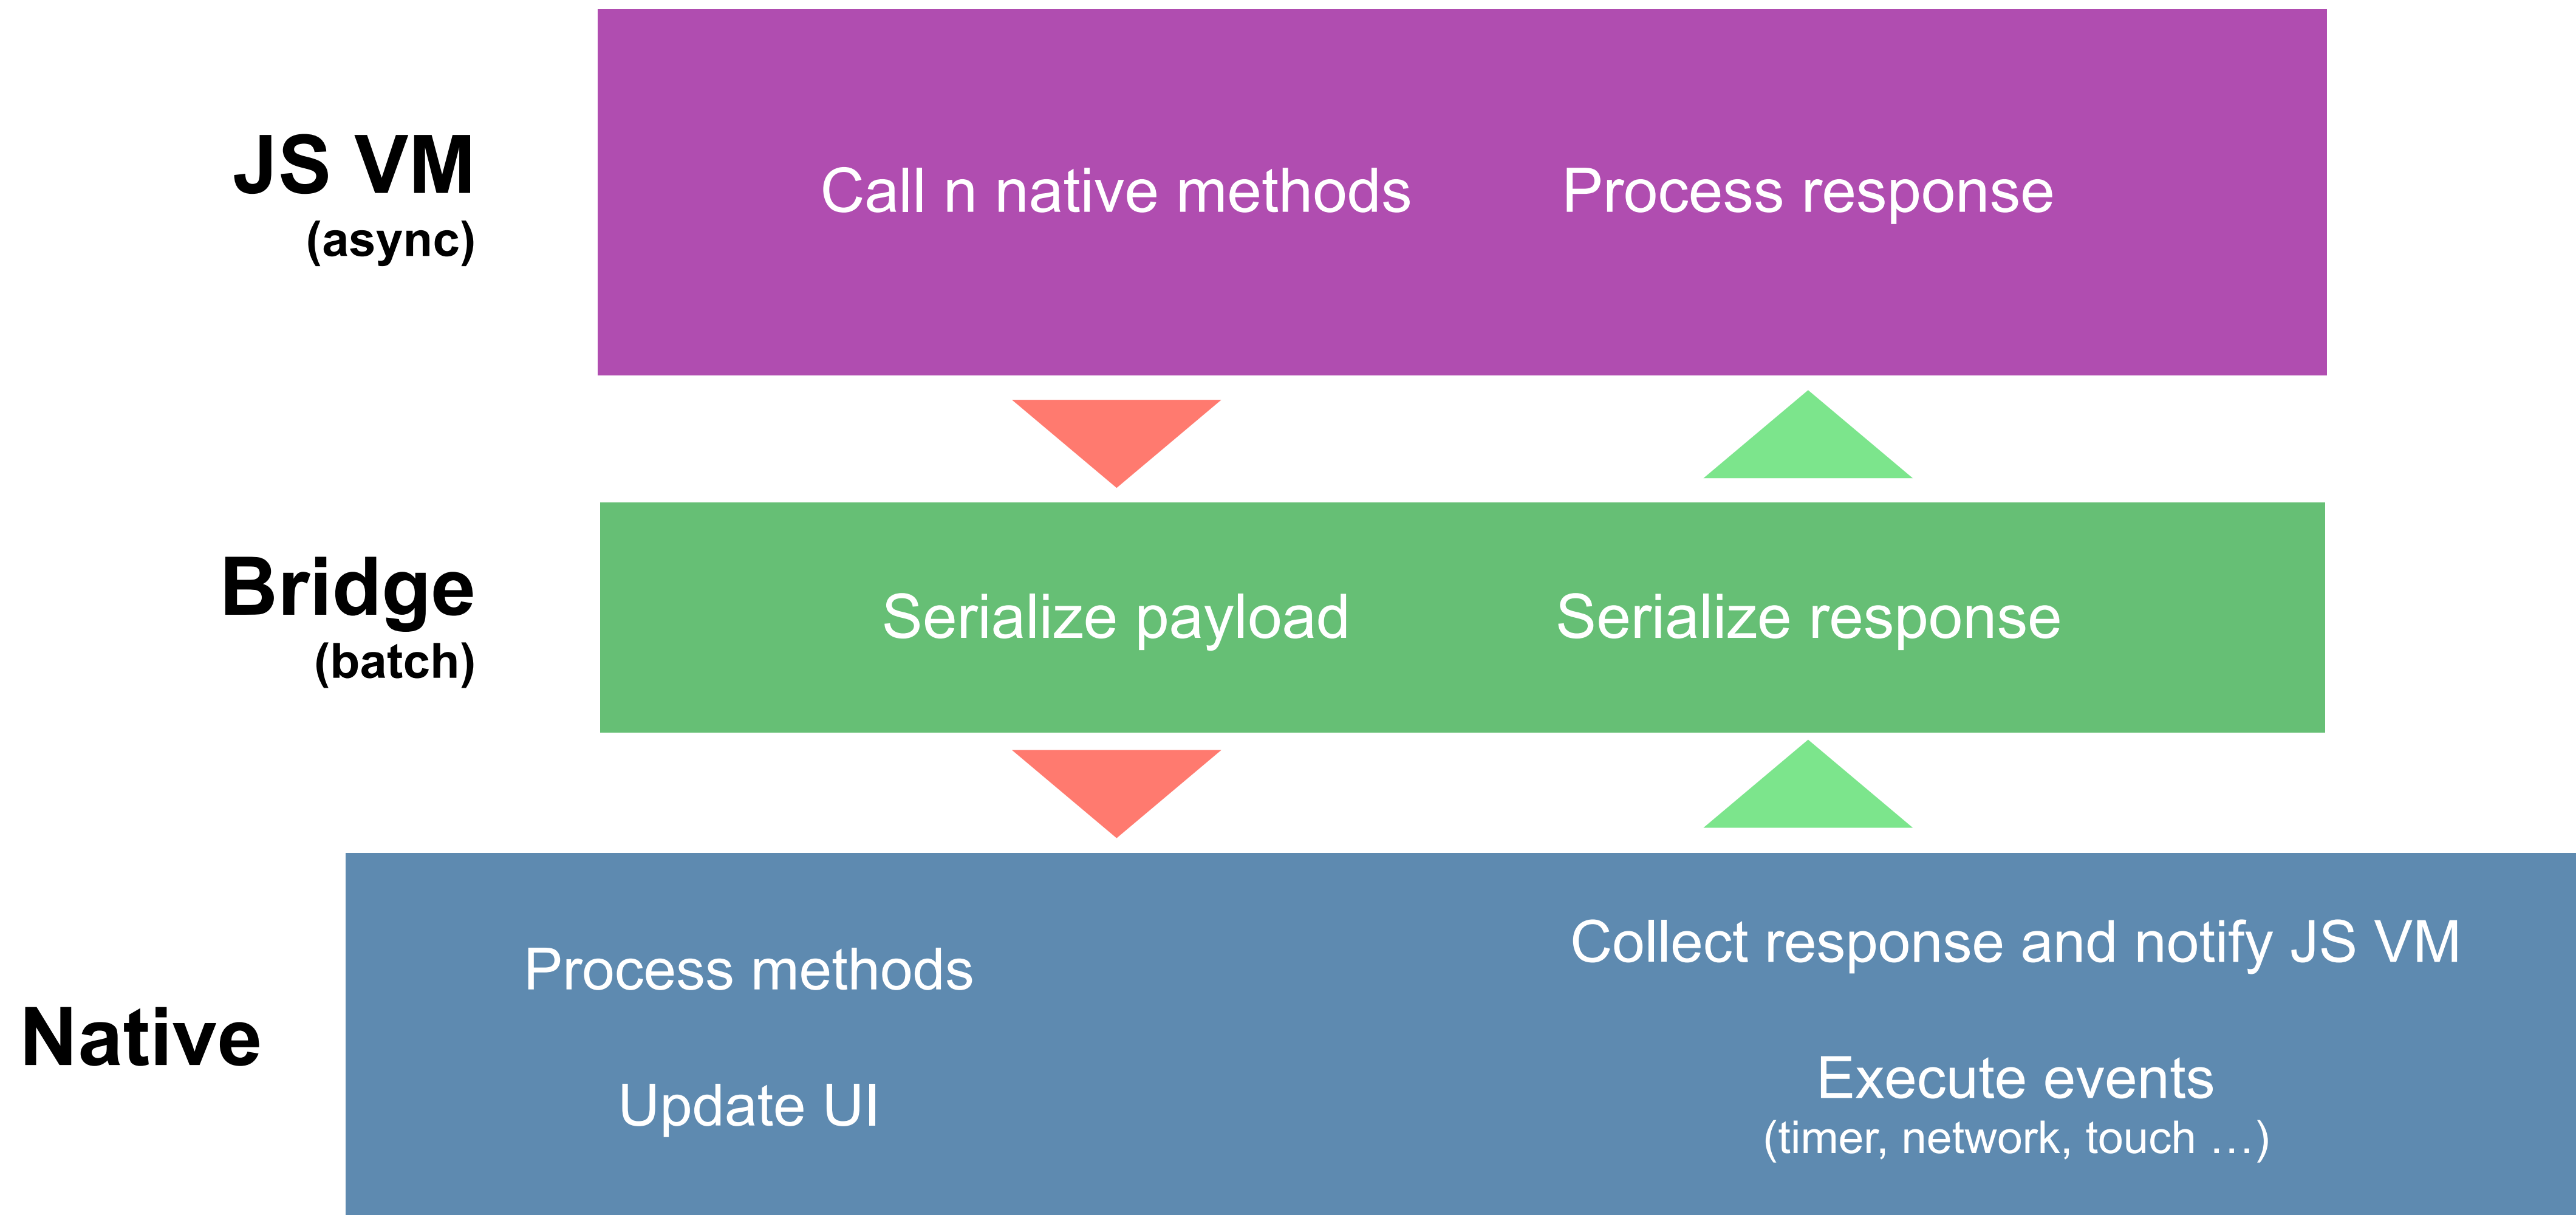 JS VM
(async)
Call n native methods
Process response
Bridge
(batch)
Serialize payload
Serialize response
Native
Process methods
Update UI
Collect response and notify JS VM
Execute events
(timer, network, touch …)